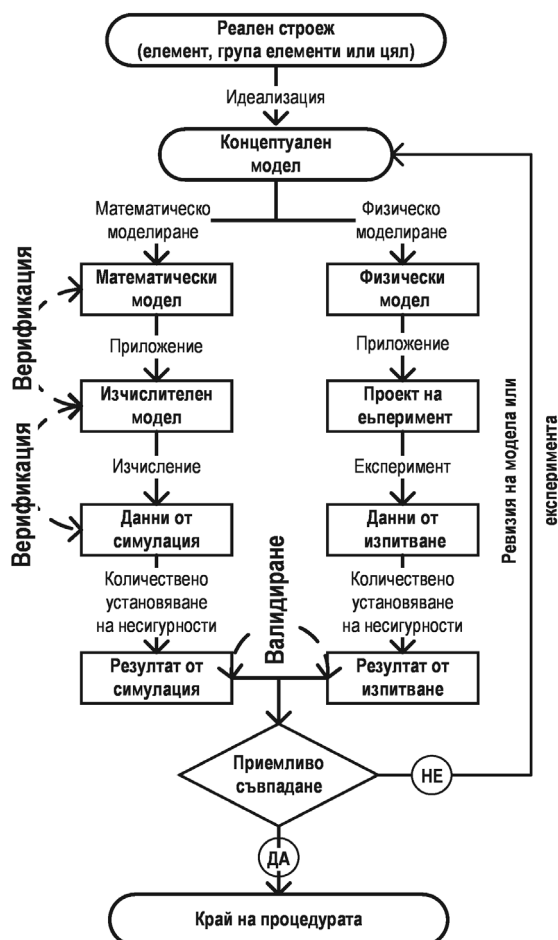 Реален строеж
(елемент, група елементи или цял)
Идеализация
Концептуален
модел
Математическо
моделиране
Физическо
моделиране
Математически
модел
Физически
модел
Верификация
Приложение
Приложение
Изчислителен
модел
Проект на
еьперимент
Верификация
Изчисление
Експеримент
Данни от
симулация
Данни от
изпитване
Количествено
установяване
на несигурности
Валидиране
Количествено
установяване
на несигурности
Резултат от
симулация
Резултат от
изпитване
Ревизия на модела или
експеримента
Приемливо
съвпадане
НЕ
ДА
Край на процедурата